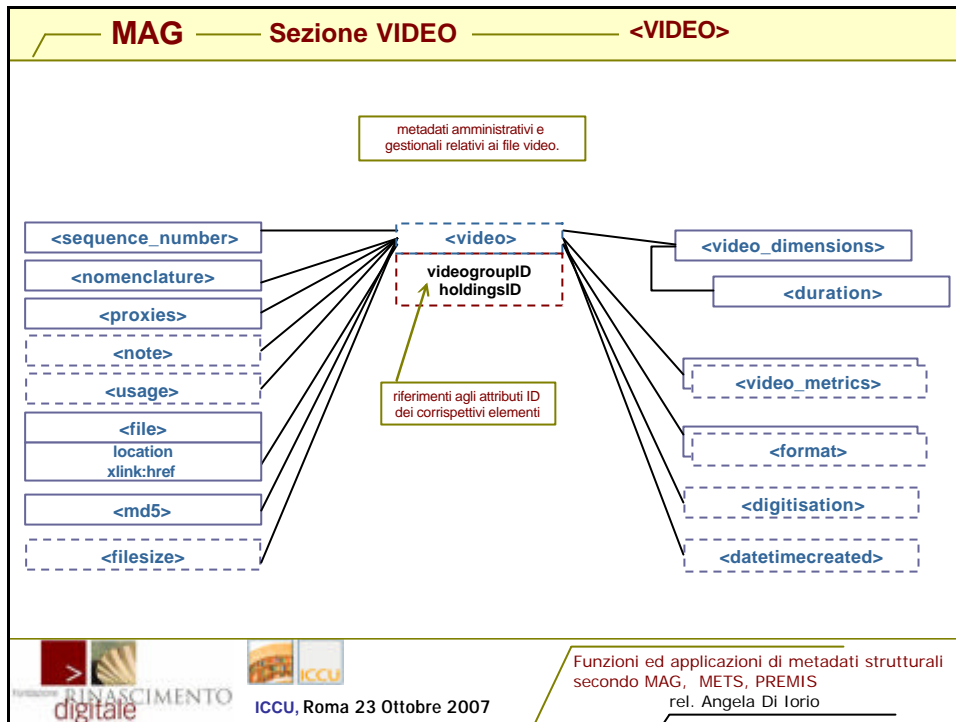 MAG Sezione VIDEO <VIDEO>
metadati amministrativi e
gestionali relativi ai file video.
<sequence_number>
<nomenclature>
<proxies>
<note>
<usage>
<file>
location
xlink:href
<md5>
<filesize>
<video>
videogroupID
holdingsID
riferimenti agli attributi ID
dei corrispettivi elementi
<video_dimensions>
<duration>
<video_metrics>
<format>
<digitisation>
<datetimecreated>
Fondazione RINASCIMENTO
digitale
ICCU
ICCU, Roma 23 Ottobre 2007
Funzioni ed applicazioni di metadati strutturali
secondo MAG, METS, PREMIS
rel. Angela Di Iorio